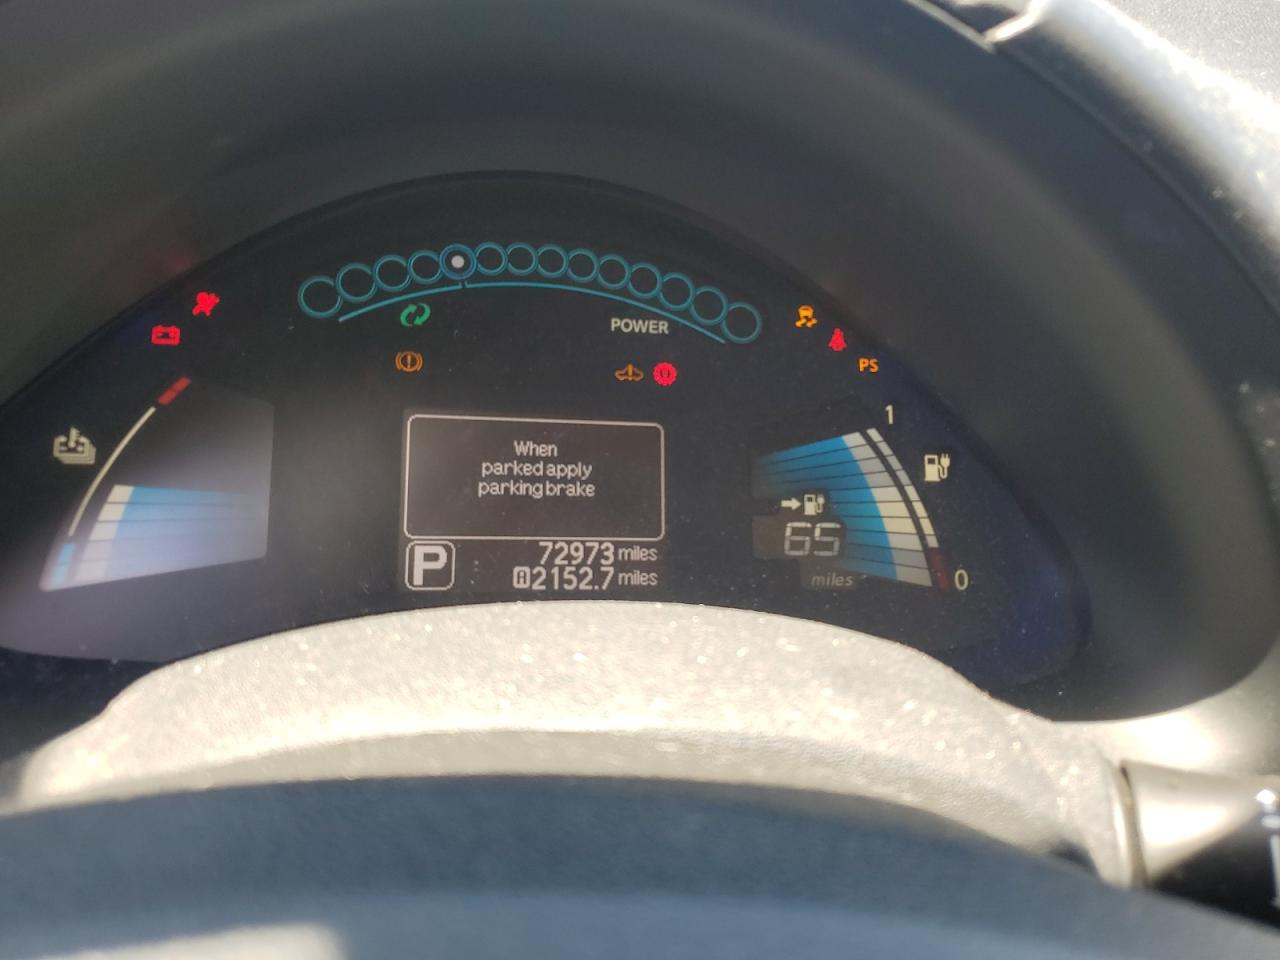 POWER
PS
1
When
parked apply
parking brake
65
miles
0
P
72973 miles
A 2152.7 miles